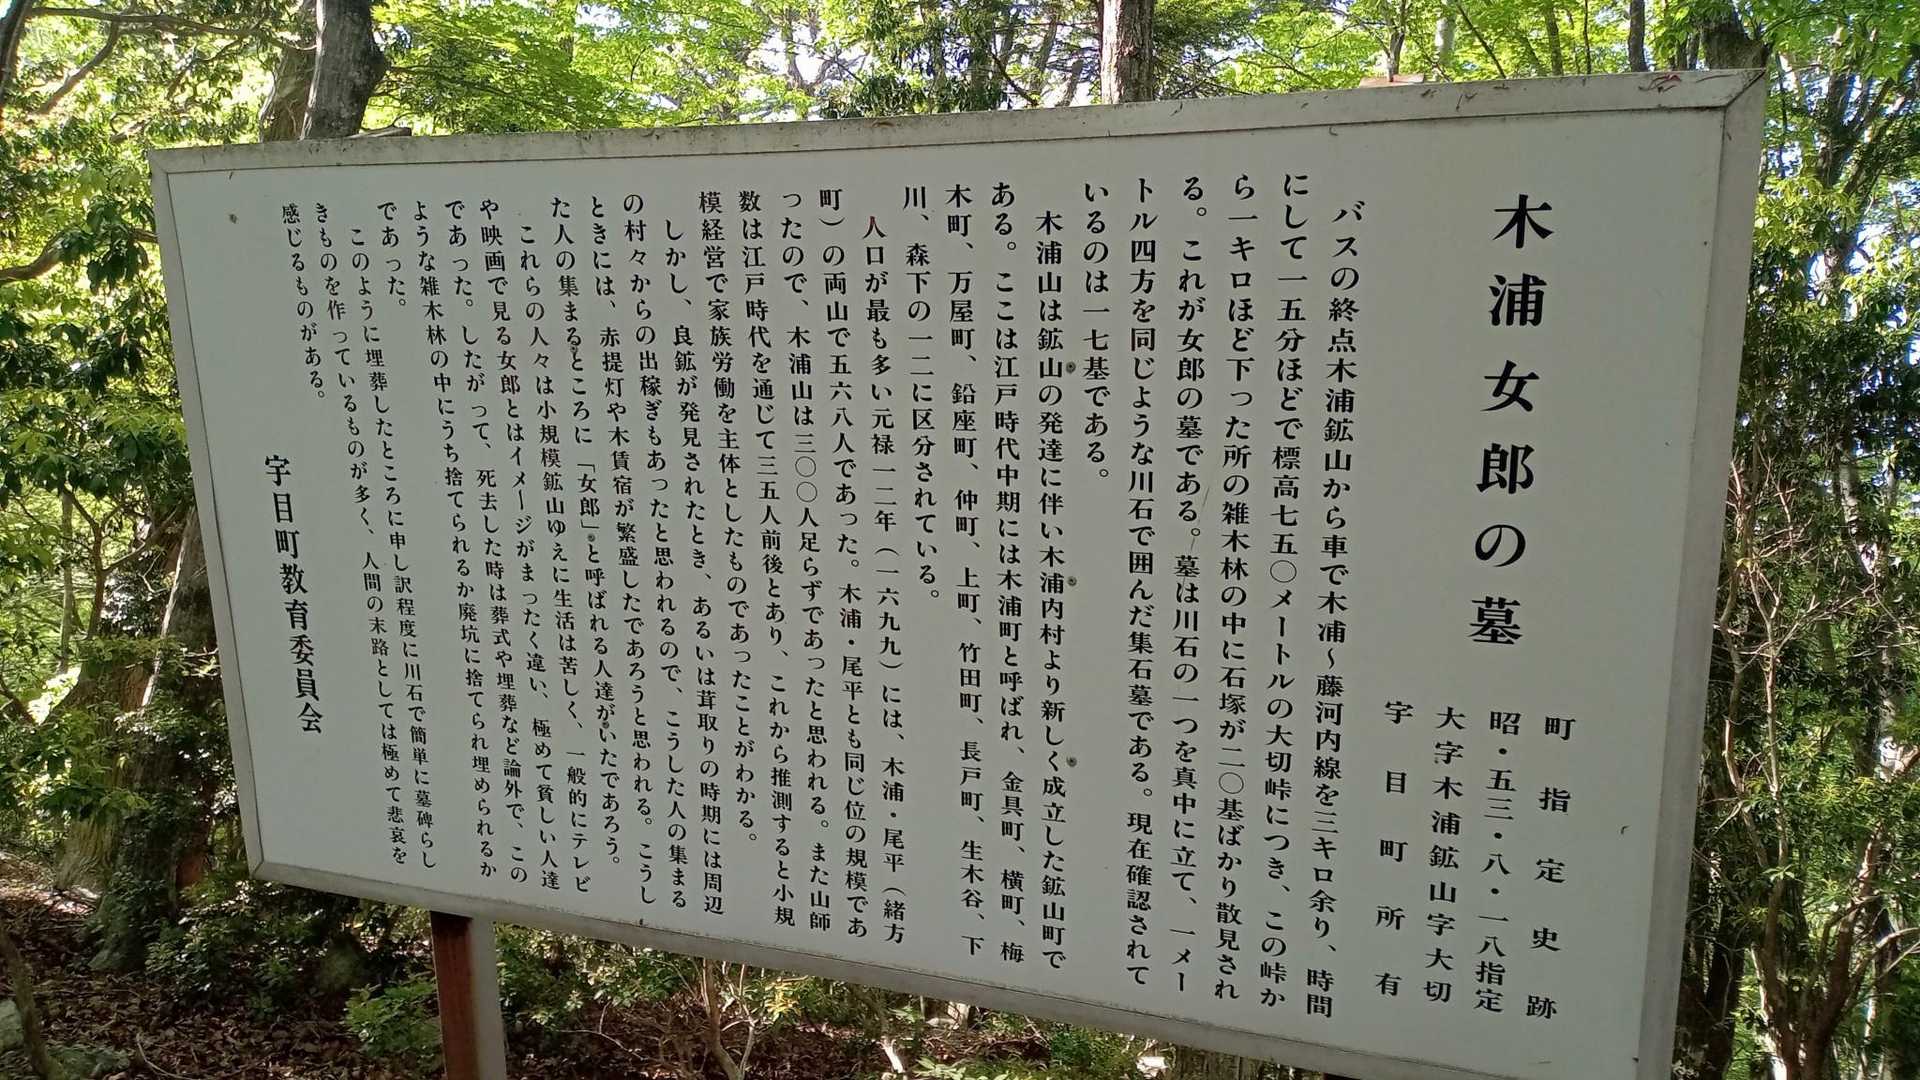 木浦女郎の墓
町指定史跡
昭・五三・八・一八指定
大字木浦鉱山字大切
宇目町所有
バスの終点木浦鉱山から車で木浦~藤河内線を三キロ余り、時間
にして一五分ほどで標高七五〇メートルの大切峠につき、この峠か
ら一キロほど下った所の雑木林の中に石塚が二〇基ばかり散見され
る。これが女郎の墓である。墓は川石の一つを真中に立て、一メー
トル四方を同じような川石で囲んだ集石墓である。現在確認されて
いるのは一七基である。
木浦山は鉱山の発達に伴い木浦内村より新しく成立した鉱山町で
ある。ここは江戸時代中期には木浦町と呼ばれ、金具町、横町、梅
木町、万屋町、鉛座町、仲町、上町、竹田町、長戸町、生木谷、下
川、森下の一二に区分されている。
人口が最も多い元禄一二年(一六九九)には、木浦・尾平(緒方
町)の両山で五六八人であった。木浦・尾平とも同じ位の規模であ
ったので、木浦山は三〇〇人足らずであったと思われる。また山師
数は江戸時代を通じて三五人前後とあり、これから推測すると小規
模経営で家族労働を主体としたものであったことがわかる。
しかし、良鉱が発見されたとき、あるいは茸取りの時期には周辺
の村々からの出稼ぎもあったと思われるので、こうした人の集まる
ときには、赤提灯や木賃宿が繁盛したであろうと思われる。こうし
た人の集まるところに「女郎」と呼ばれる人達がいたであろう。
これらの人々は小規模鉱山ゆえに生活は苦しく、一般的にテレビ
や映画で見る女郎とはイメージがまったく違い、極めて貧しい人達
であった。したがって、死去した時は葬式や埋葬など論外で、この
ような雑木林の中にうち捨てられるか廃坑に捨てられ埋められるか
であった。
このように埋葬したところに申し訳程度に川石で簡単に墓碑らし
きものを作っているものが多く、人間の末路としては極めて悲哀を
感じるものがある。
宇目町教育委員会